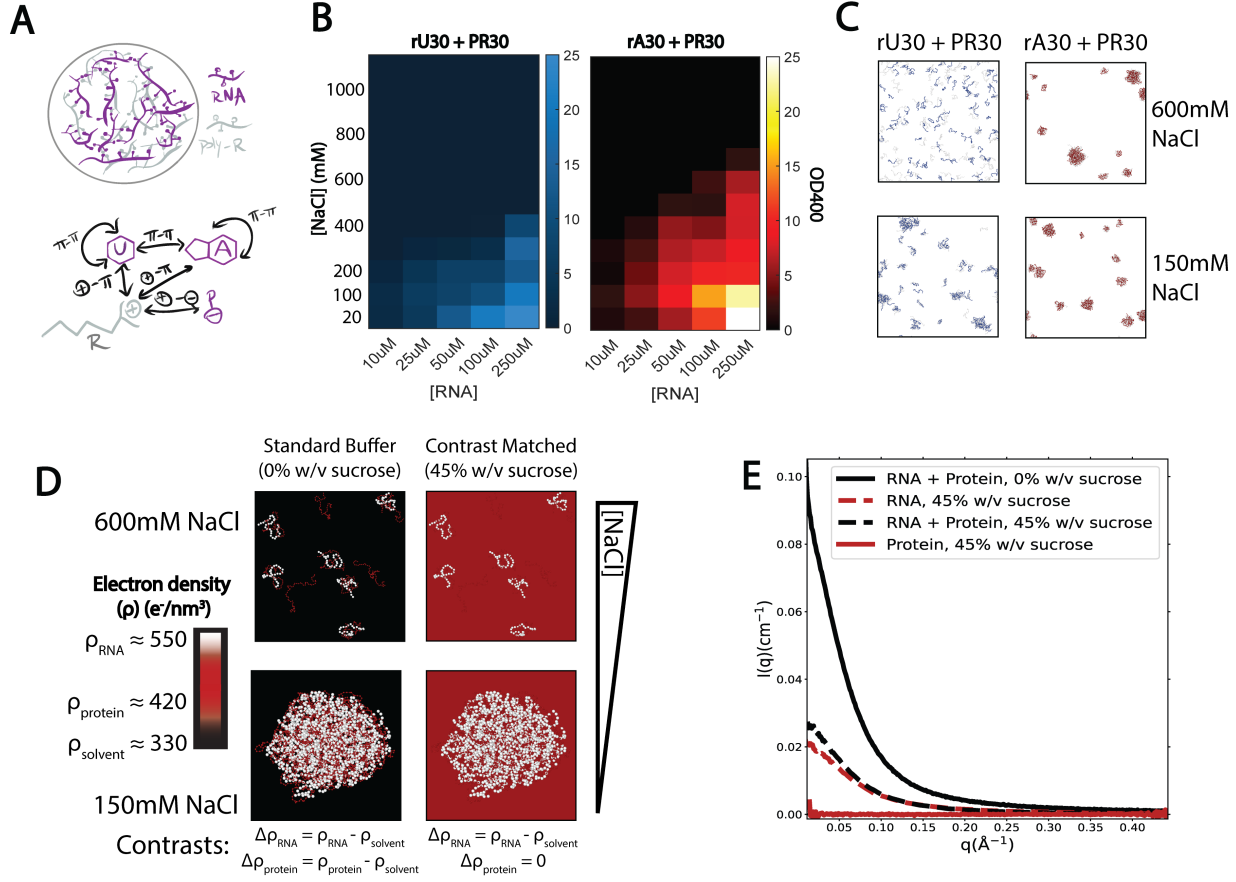 A
RNA
poly-R
π-π
π-π
π-π
U
A
⊕-π
⊕-π
⊕-⊖
P
⊖
⊕
R
B
rU30 + PR30
rA30 + PR30
[NaCl] (mM)
1000
800
600
400
200
100
20
25
20
15
10
5
0
25
20
15
10
5
0
OD400
10uM
25uM
50uM
100uM
250uM
10uM
25uM
50uM
100uM
250uM
[RNA]
[RNA]
C
rU30 + PR30
rA30 + PR30
600mM
NaCl
150mM
NaCl
D
Standard Buffer
(0% w/v sucrose)
Contrast Matched
(45% w/v sucrose)
600mM NaCl
[NaCl]
Electron density
(ρ) (e⁻/nm³)
ρRNA ≈ 550
ρprotein ≈ 420
ρsolvent ≈ 330
150mM NaCl
Contrasts:
ΔρRNA = ρRNA - ρsolvent
Δρprotein = ρprotein - ρsolvent
ΔρRNA = ρRNA - ρsolvent
Δρprotein = 0
E
RNA + Protein, 0% w/v sucrose
RNA, 45% w/v sucrose
RNA + Protein, 45% w/v sucrose
Protein, 45% w/v sucrose
I(q)(cm⁻¹)
0.10
0.08
0.06
0.04
0.02
0.00
0.05
0.10
0.15
0.20
0.25
0.30
0.35
0.40
q(Å⁻¹)